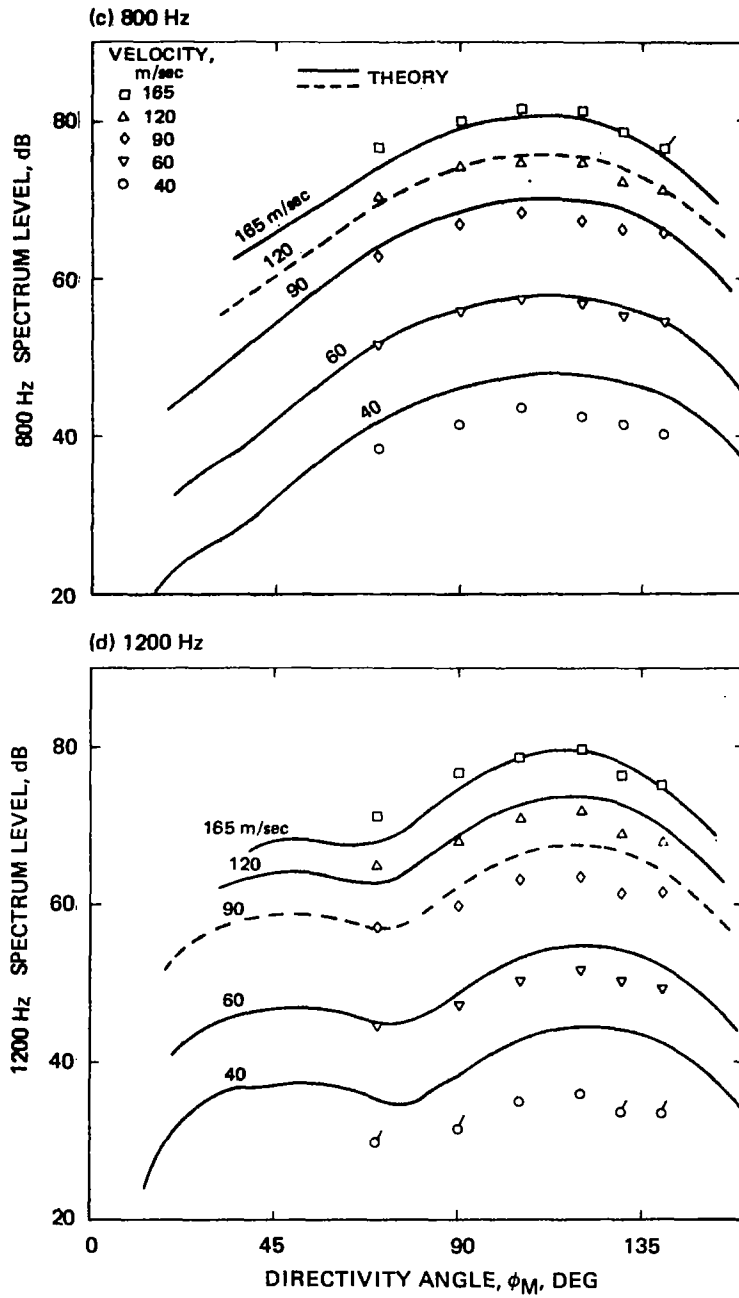 (c) 800 Hz
VELOCITY,
m/sec
165
120
90
60
40
THEORY
80
60
40
20
800 Hz SPECTRUM LEVEL, dB
165 m/sec
120
90
60
40
(d) 1200 Hz
80
60
40
20
1200 Hz SPECTRUM LEVEL, dB
165 m/sec
120
90
60
40
0
45
90
135
DIRECTIVITY ANGLE, ϕM, DEG